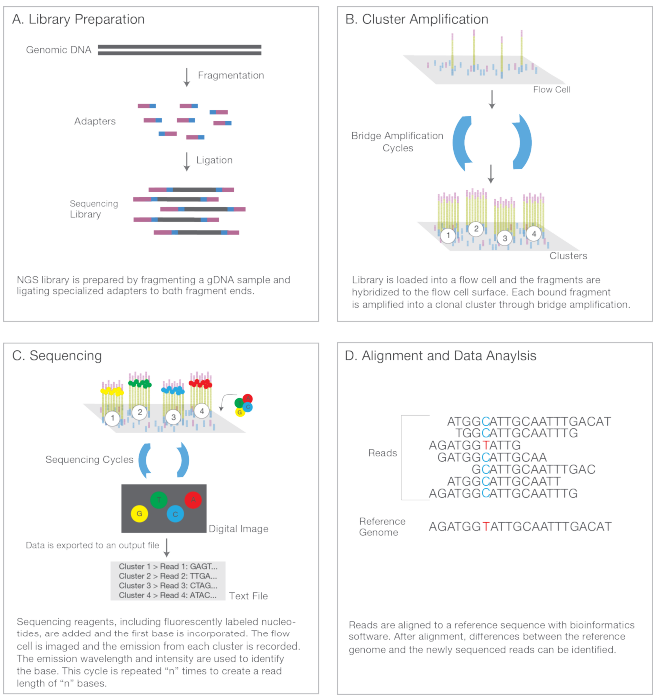 A. Library Preparation
Genomic DNA
Fragmentation
Adapters
Ligation
Sequencing
Library
NGS library is prepared by fragmenting a gDNA sample and
ligating specialized adapters to both fragment ends.
B. Cluster Amplification
Flow Cell
Bridge Amplification
Cycles
1 2 3 4
Clusters
Library is loaded into a flow cell and the fragments are
hybridized to the flow cell surface. Each bound fragment
is amplified into a clonal cluster through bridge amplification.
C. Sequencing
1 2 3 4
Sequencing Cycles
G T C A
Digital Image
Data is exported to an output file
Cluster 1 > Read 1: GAGT...
Cluster 2 > Read 2: TTGA...
Cluster 3 > Read 3: CTAG...
Cluster 4 > Read 4: ATAC...
Text File
Sequencing reagents, including fluorescently labeled nucleo-
tides, are added and the first base is incorporated. The flow
cell is imaged and the emission from each cluster is recorded.
The emission wavelength and intensity are used to identify
the base. This cycle is repeated “n” times to create a read
length of “n” bases.
D. Alignment and Data Anaylsis
Reads
ATGGCATTGCAATTTGACAT
TGGCATTGCAATTTG
AGATGGTATTG
GATGGCATTGCAA
GCATTGCAATTTGAC
ATGGCATTGCAATT
AGATGGCATTGCAATTTG
Reference
Genome
AGATGGTATTGCAATTTGACAT
Reads are aligned to a reference sequence with bioinformatics
software. After alignment, differences between the reference
genome and the newly sequenced reads can be identified.